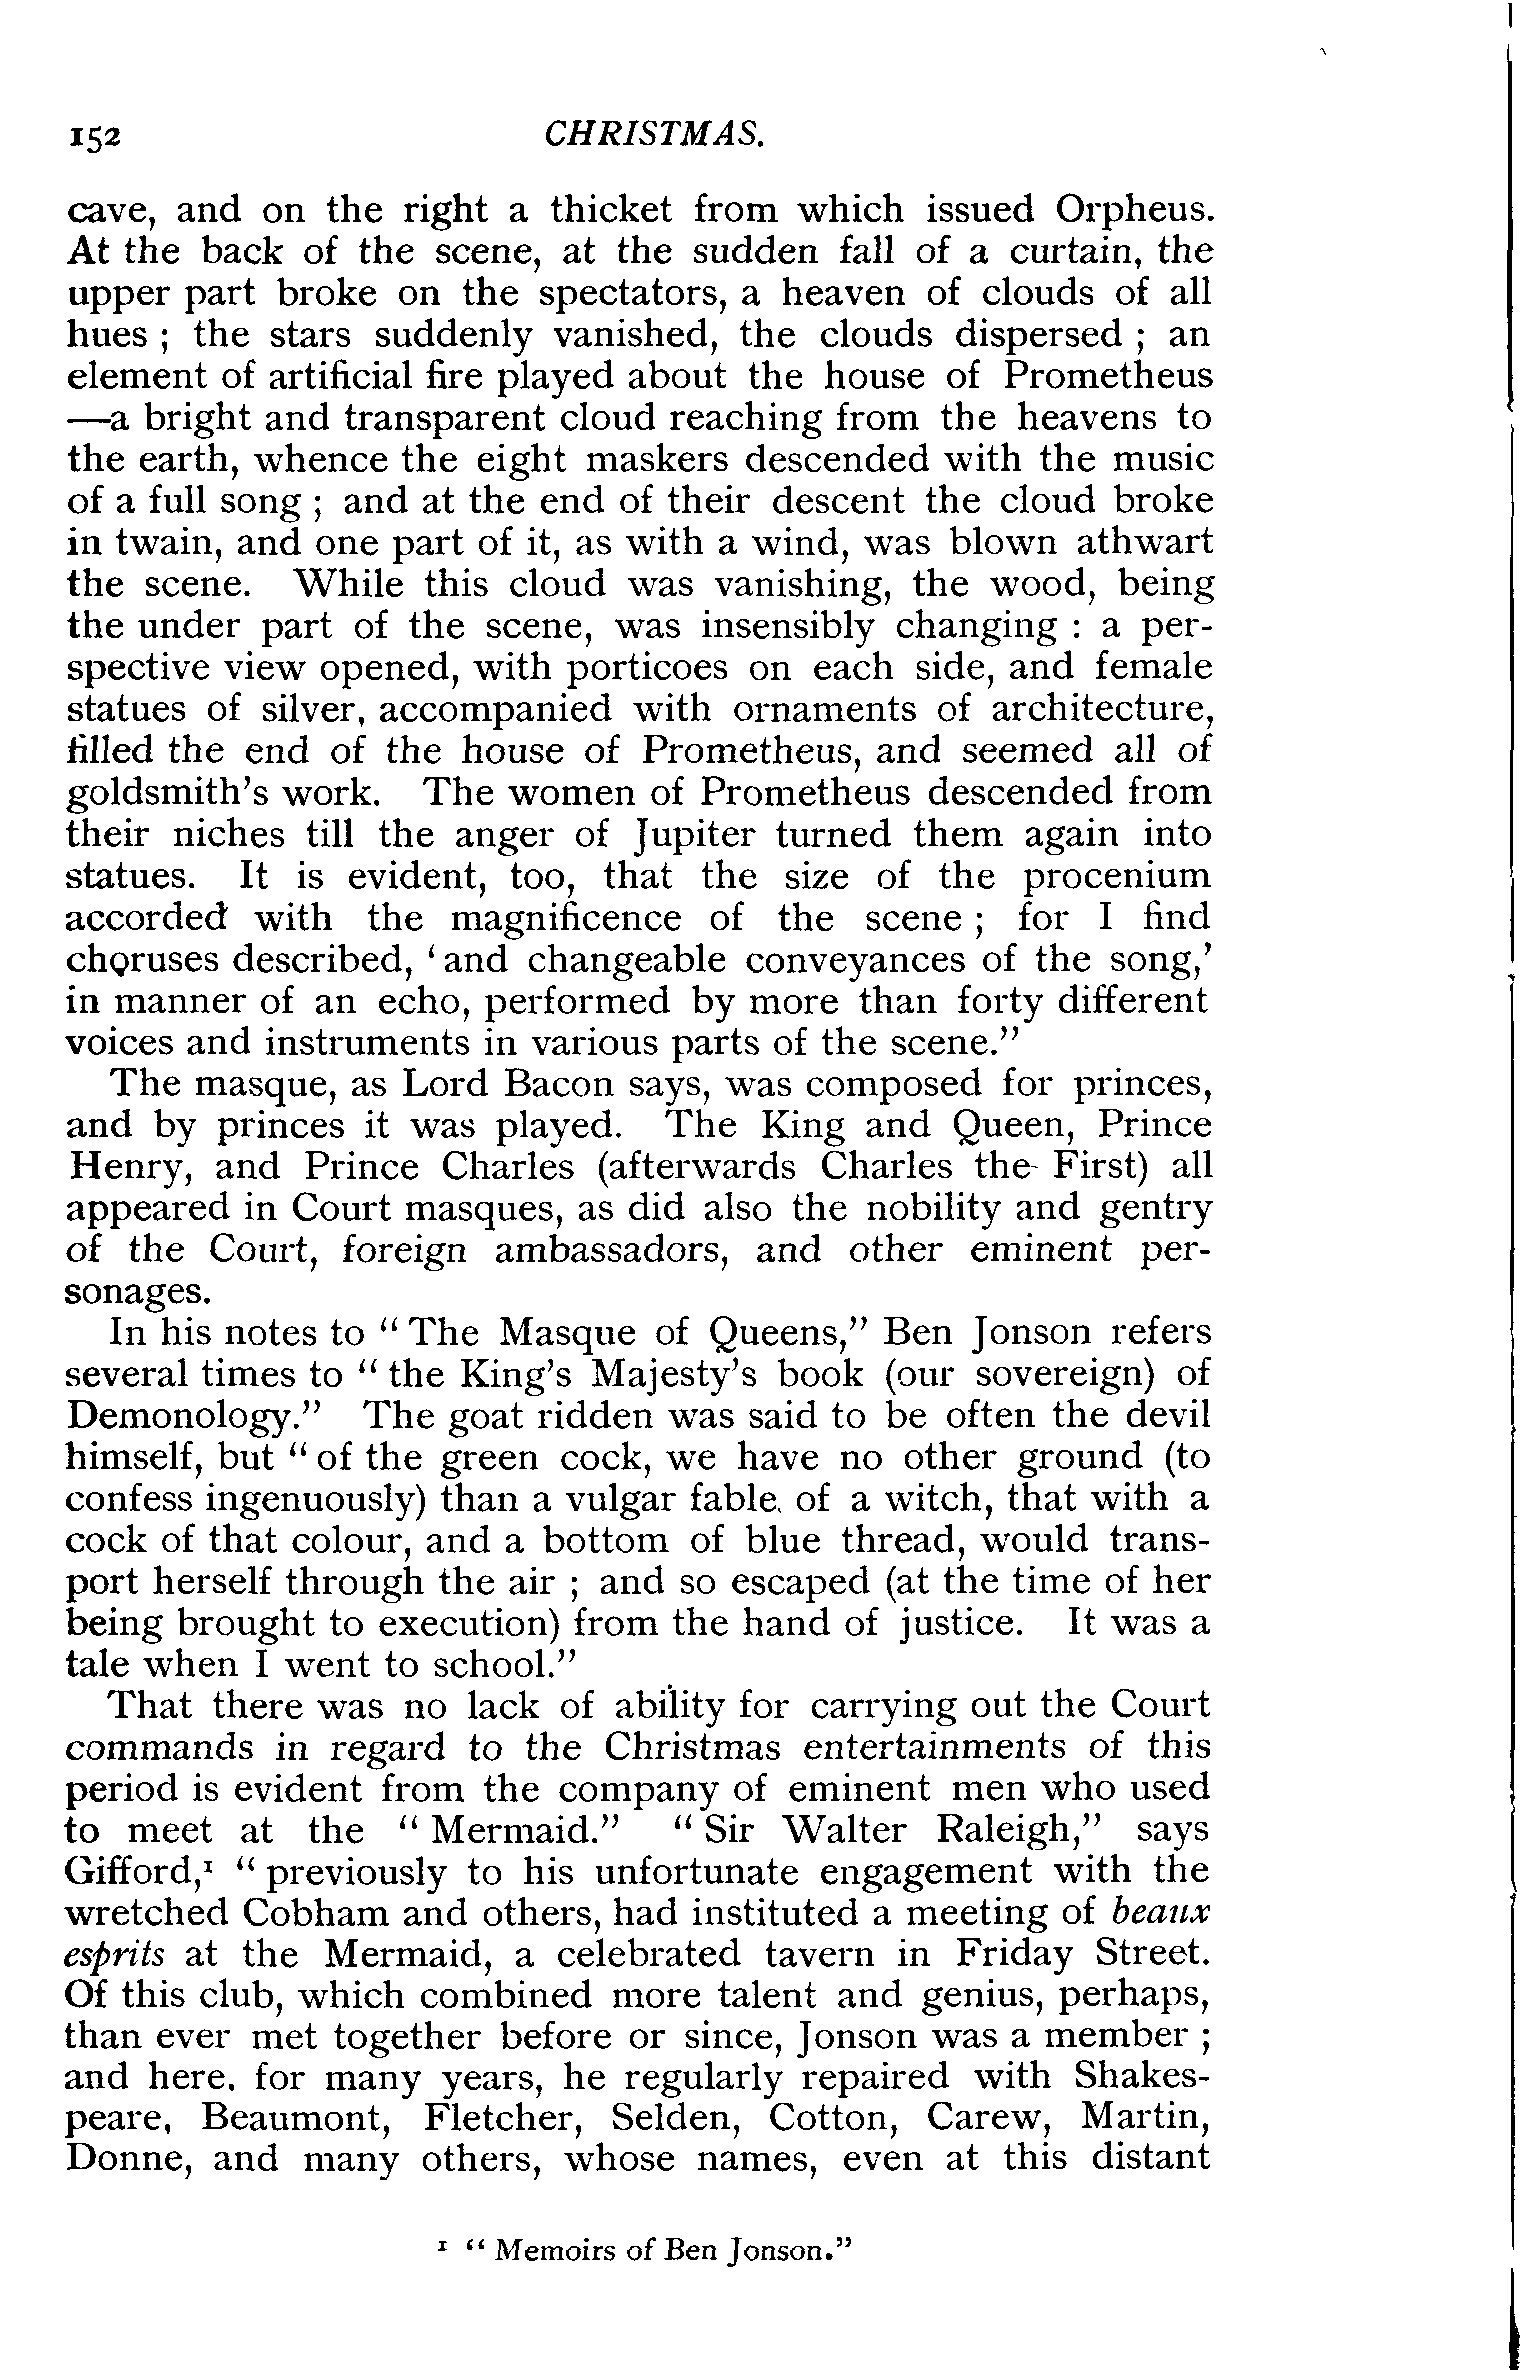 152 CHRISTMAS.
cave, and on the right a thicket from which issued Orpheus.
At the back of the scene, at the sudden fall of a curtain, the
upper part broke on the spectators, a heaven of clouds of all
hues ; the stars suddenly vanished, the clouds dispersed ; an
element of artificial fire played about the house of Prometheus
—a bright and transparent cloud reaching from the heavens to
the earth, whence the eight maskers descended with the music
of a full song ; and at the end of their descent the cloud broke
in twain, and one part of it, as with a wind, was blown athwart
the scene. While this cloud was vanishing, the wood, being
the under part of the scene, was insensibly changing : a per-
spective view opened, with porticoes on each side, and female
statues of silver, accompanied with ornaments of architecture,
filled the end of the house of Prometheus, and seemed all of
goldsmith's work. The women of Prometheus descended from
their niches till the anger of Jupiter turned them again into
statues. It is evident, too, that the size of the procenium
accorded with the magnificence of the scene ; for I find
choruses described, ‘and changeable conveyances of the song,’
in manner of an echo, performed by more than forty different
voices and instruments in various parts of the scene.”
The masque, as Lord Bacon says, was composed for princes,
and by princes it was played. The King and Queen, Prince
Henry, and Prince Charles (afterwards Charles the First) all
appeared in Court masques, as did also the nobility and gentry
of the Court, foreign ambassadors, and other eminent per-
sonages.
In his notes to “The Masque of Queens,” Ben Jonson refers
several times to “the King's Majesty's book (our sovereign) of
Demonology.” The goat ridden was said to be often the devil
himself, but “of the green cock, we have no other ground (to
confess ingenuously) than a vulgar fable of a witch, that with a
cock of that colour, and a bottom of blue thread, would trans-
port herself through the air ; and so escaped (at the time of her
being brought to execution) from the hand of justice. It was a
tale when I went to school.”
That there was no lack of ability for carrying out the Court
commands in regard to the Christmas entertainments of this
period is evident from the company of eminent men who used
to meet at the “Mermaid.” “Sir Walter Raleigh,” says
Gifford,¹ “previously to his unfortunate engagement with the
wretched Cobham and others, had instituted a meeting of beaux
esprits at the Mermaid, a celebrated tavern in Friday Street.
Of this club, which combined more talent and genius, perhaps,
than ever met together before or since, Jonson was a member ;
and here. for many years, he regularly repaired with Shakes-
peare, Beaumont, Fletcher, Selden, Cotton, Carew, Martin,
Donne, and many others, whose names, even at this distant
¹ “Memoirs of Ben Jonson.”